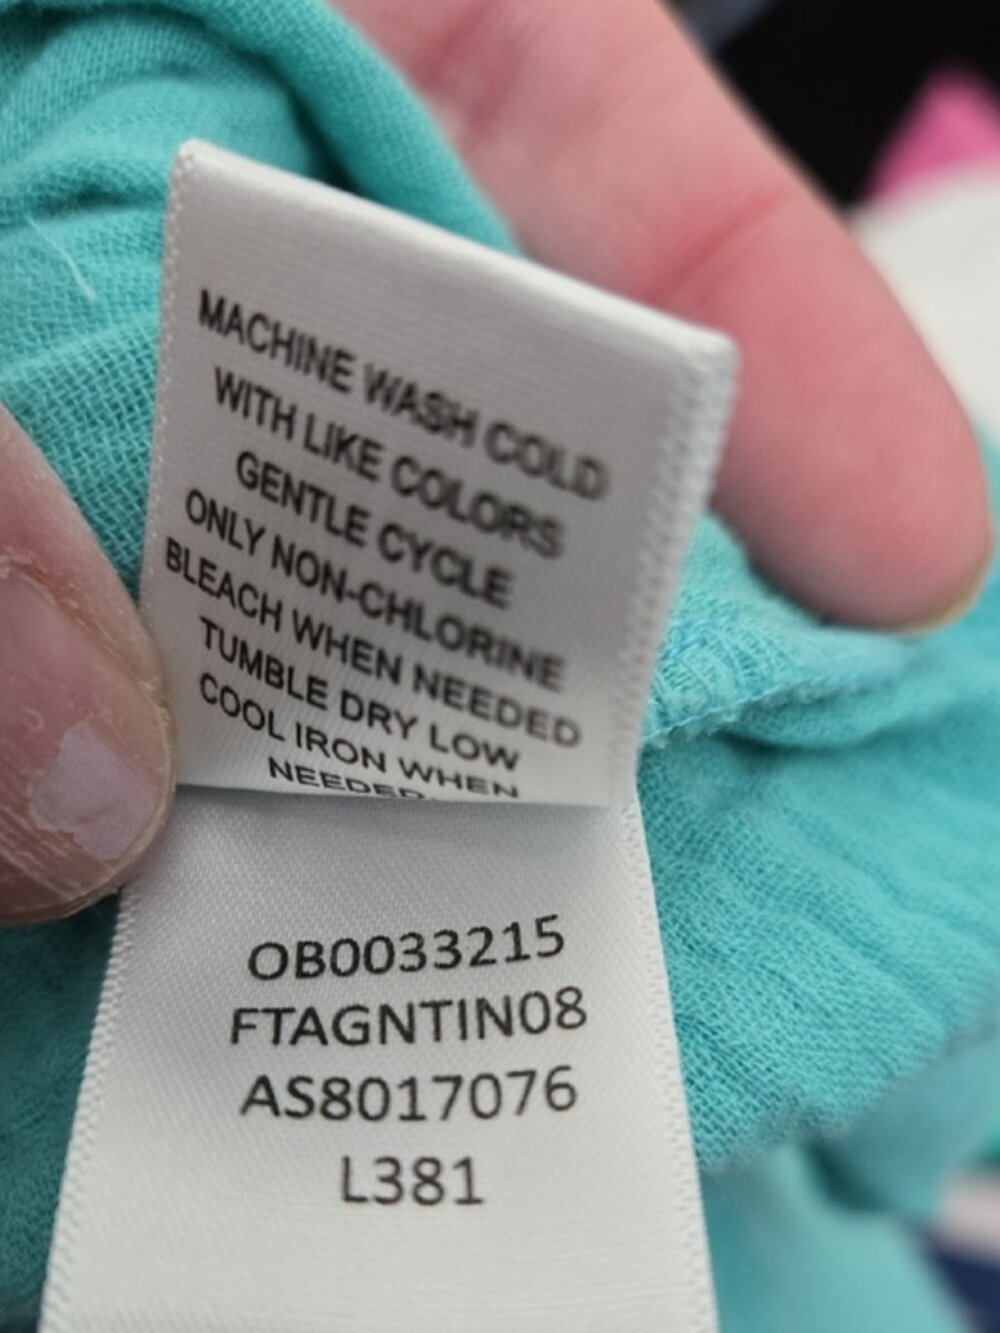 MACHINE WASH COLD
WITH LIKE COLORS
GENTLE CYCLE
ONLY NON-CHLORINE
BLEACH WHEN NEEDED
TUMBLE DRY LOW
COOL IRON WHEN
NEEDED
OB0033215
FTAGNTIN08
AS8017076
L381